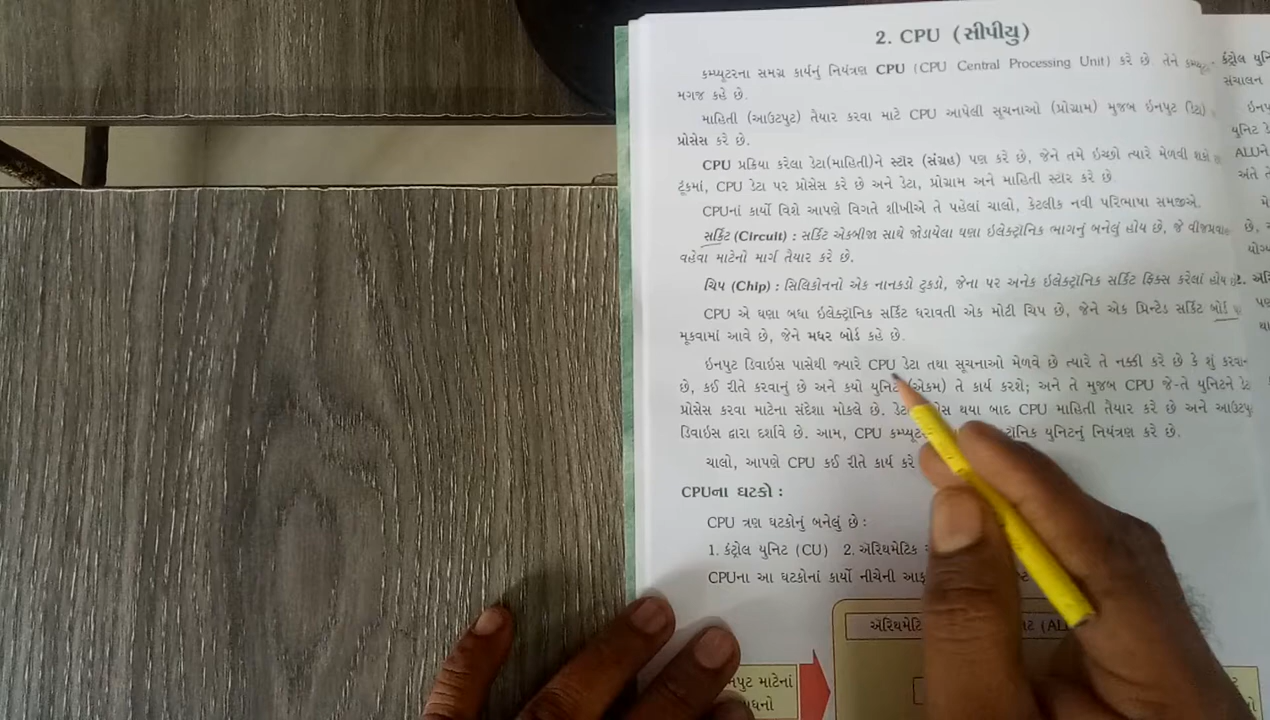 2. CPU (સીપીયુ)
કમ્પ્યૂટરના સમગ્ર કાર્યનું નિયંત્રણ CPU (CPU Central Processing Unit) કરે છે. તેને
મગજ કહે છે.
માહિતી (આઉટપુટ) તૈયાર કરવા માટે CPU આપેલી સૂચનાઓ (પ્રોગ્રામ) મુજબ ઇનપુટ
પ્રોસેસ કરે છે.
CPU પ્રક્રિયા કરેલા ડેટા(માહિતી)ને સ્ટૉર (સંગ્રહ) પણ કરે છે, જેને તમે ઇચ્છો ત્યારે મેળવી શકો
ટૂંકમાં, CPU ડેટા પર પ્રોસેસ કરે છે અને ડેટા, પ્રોગ્રામ અને માહિતી સ્ટૉર કરે છે.
CPUનાં કાર્યો વિશે આપણે વિગતે શીખીએ તે પહેલાં ચાલો, કેટલીક નવી પરિભાષા સમજીએ.
સર્કિટ (Circuit) : સર્કિટ એકબીજા સાથે જોડાયેલા ઘણા ઇલેક્ટ્રૉનિક ભાગનું બનેલું હોય છે, જે
વહેવા માટેનો માર્ગ તૈયાર કરે છે.
ચિપ (Chip) : સિલિકોનનો એક નાનકડો ટુકડો, જેના પર અનેક ઇલેક્ટ્રૉનિક સર્કિટ ફિક્સ કરેલાં હોય
CPU એ ઘણા બધા ઇલેક્ટ્રૉનિક સર્કિટ ધરાવતી એક મોટી ચિપ છે, જેને એક પ્રિન્ટેડ સર્કિટ બોર્ડ
મૂકવામાં આવે છે, જેને મધર બોર્ડ કહે છે.
ઇનપુટ ડિવાઇસ પાસેથી જ્યારે CPU ડેટા તથા સૂચનાઓ મેળવે છે ત્યારે તે નક્કી કરે છે કે શું
છે, કઈ રીતે કરવાનું છે અને કયો યુનિટ (એકમ) તે કાર્ય કરશે; અને તે મુજબ CPU જે-તે યુનિટને
પ્રોસેસ કરવા માટેના સંદેશા મોકલે છે. થયા બાદ CPU માહિતી તૈયાર કરે છે અને
ડિવાઇસ દ્વારા દર્શાવે છે. આમ, CPU યુનિટનું નિયંત્રણ કરે છે.
ચાલો, આપણે CPU કઈ રીતે કાર્ય કરે
CPUના ઘટકો :
CPU ત્રણ ઘટકોનું બનેલું છે :
1. કંટ્રોલ યુનિટ (CU) 2. ઍરિથમેટિક
CPUના આ ઘટકોનાં કાર્યો નીચેની
માટેનાં
કંટ્રોલ
સંચાલન
યુનિટ
ALUને
અંતે
છે,